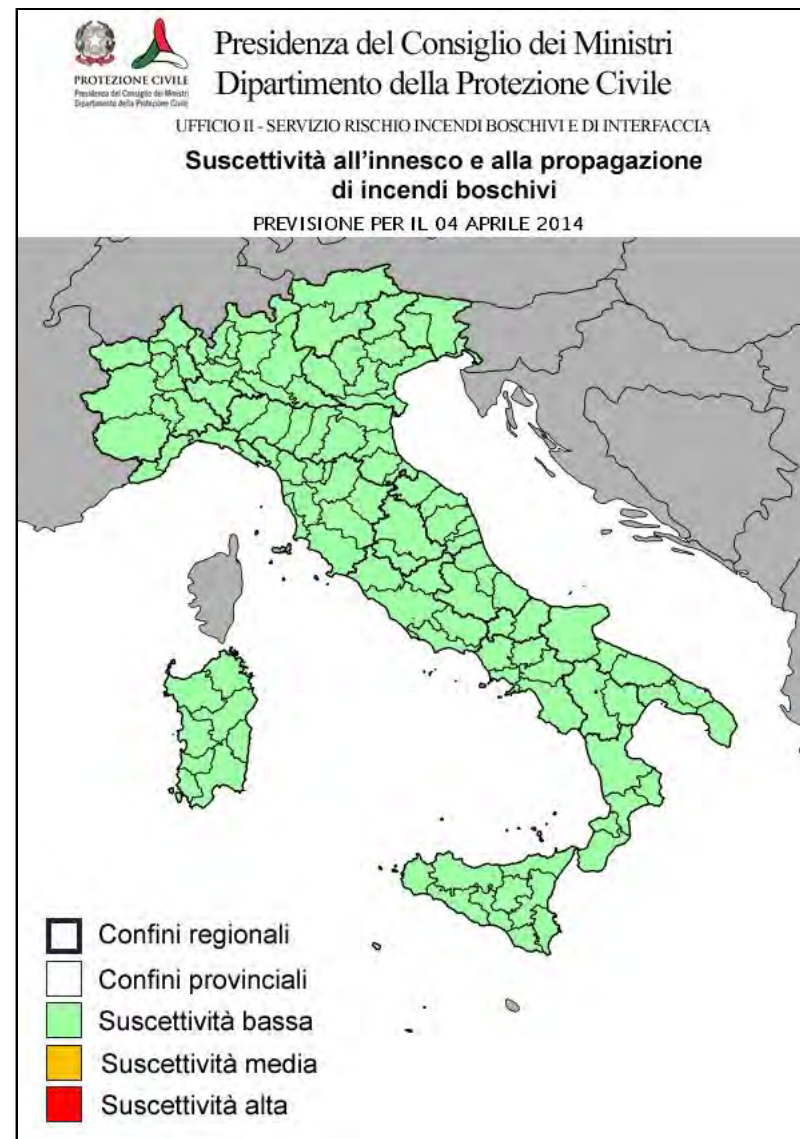 Presidenza del Consiglio dei Ministri
Dipartimento della Protezione Civile
PROTEZIONE CIVILE
Presidenza del Consiglio dei Ministri
Dipartimento della Protezione Civile
UFFICIO II - SERVIZIO RISCHIO INCENDI BOSCHIVI E DI INTERFACCIA
Suscettività all'innesco e alla propagazione
di incendi boschivi
PREVISIONE PER IL 04 APRILE 2014
Confini regionali
Confini provinciali
Suscettività bassa
Suscettività media
Suscettività alta